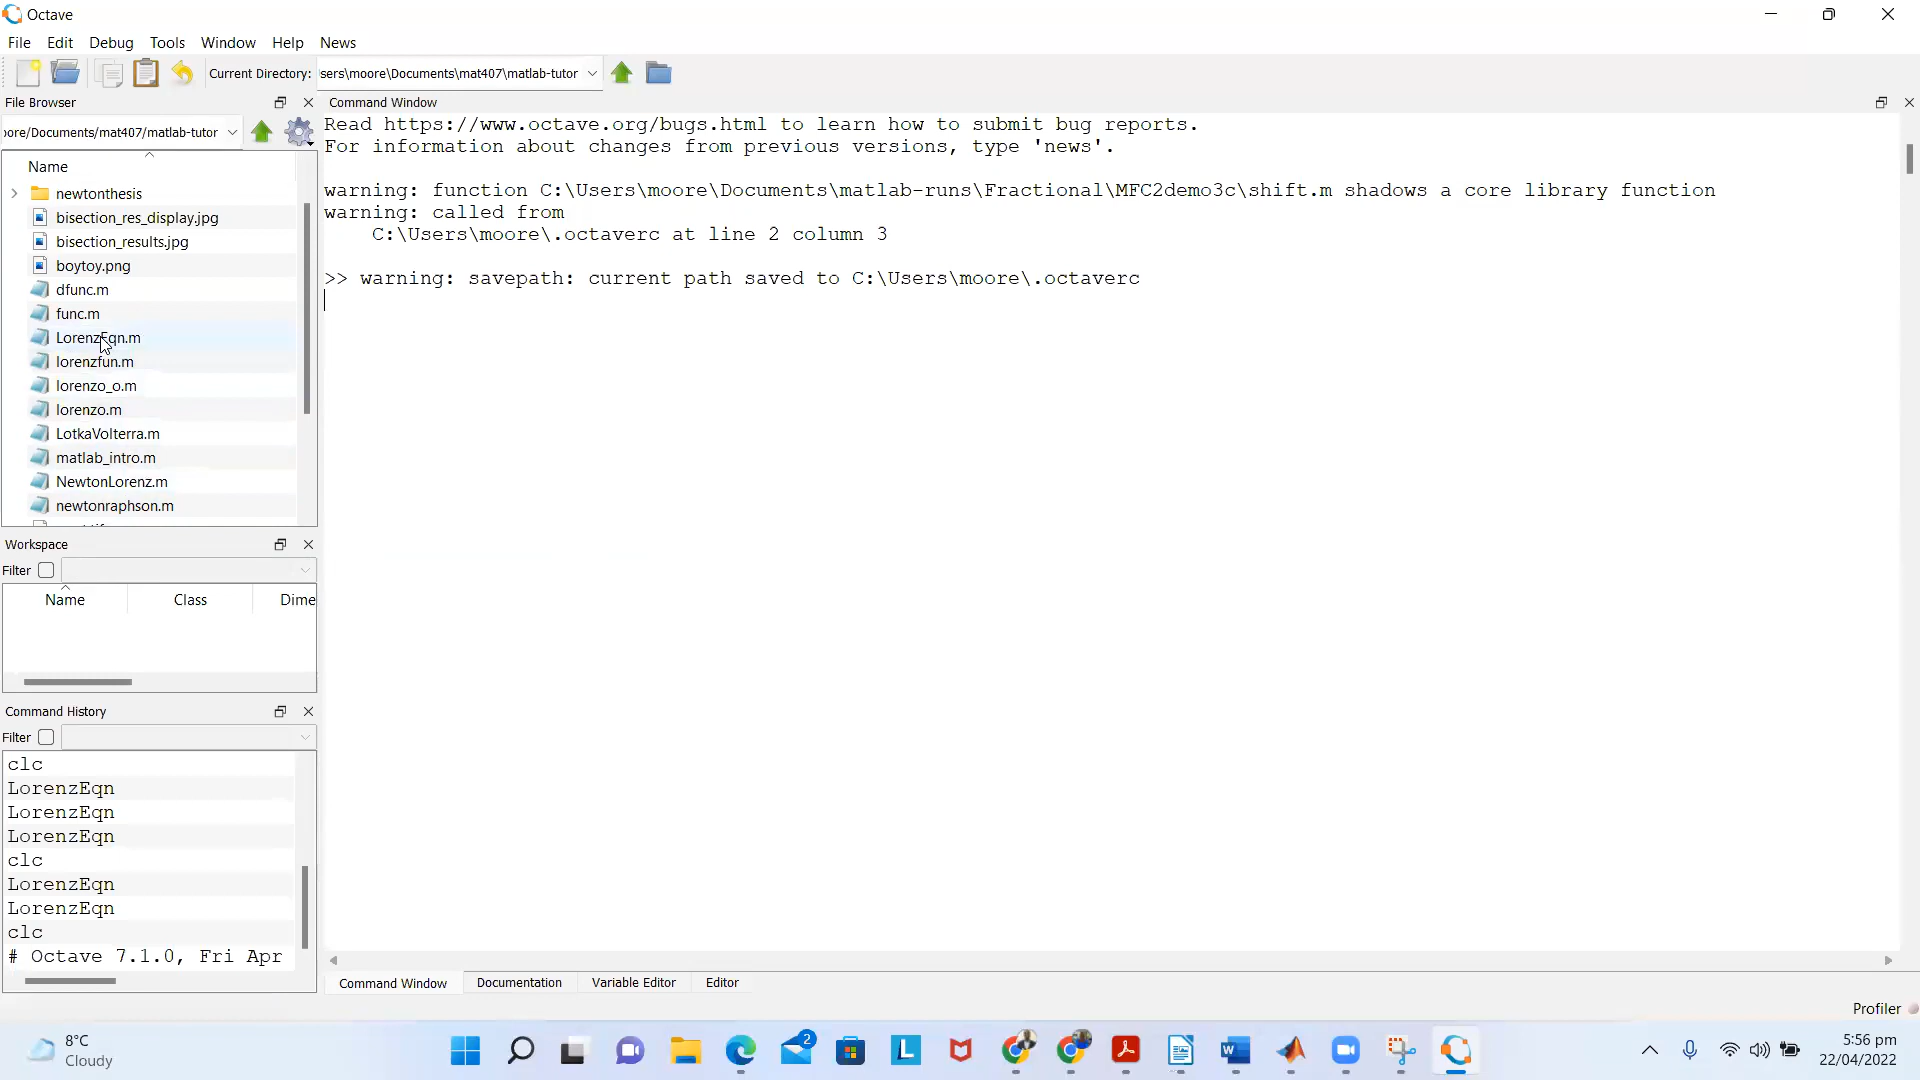 Octave
File Edit Debug Tools Window Help News
Current Directory: sers\moore\Documents\mat407\matlab-tutor
File Browser
ore/Documents/mat407/matlab-tutor
Name
newtonthesis
bisection_res_display.jpg
bisection_results.jpg
boytoy.png
dfunc.m
func.m
LorenzEqn.m
lorenzfun.m
lorenzo_o.m
lorenzo.m
LotkaVolterra.m
matlab_intro.m
NewtonLorenz.m
newtonraphson.m
Workspace
Filter
Name Class Dime
Command History
Filter
clc
LorenzEqn
LorenzEqn
LorenzEqn
clc
LorenzEqn
LorenzEqn
clc
# Octave 7.1.0, Fri Apr
Command Window
Read https://www.octave.org/bugs.html to learn how to submit bug reports.
For information about changes from previous versions, type 'news'.
warning: function C:\Users\moore\Documents\matlab-runs\Fractional\MFC2demo3c\shift.m shadows a core library function
warning: called from
C:\Users\moore\.octaverc at line 2 column 3
>> warning: savepath: current path saved to C:\Users\moore\.octaverc
Command Window Documentation Variable Editor Editor
Profiler
8°C
Cloudy
2
L
W
5:56 pm
22/04/2022